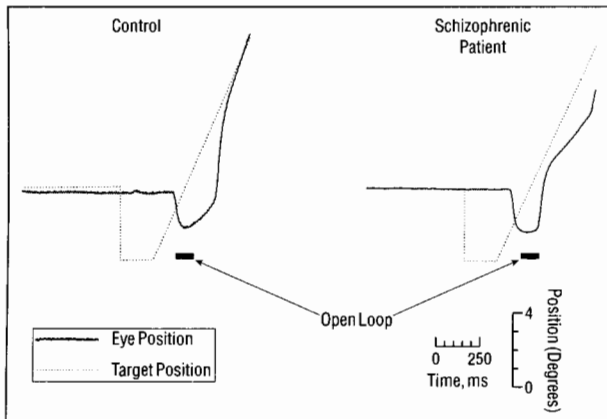 Control
Schizophrenic
Patient
Open Loop
Eye Position
Target Position
0 250
Time, ms
4
0
Position (Degrees)